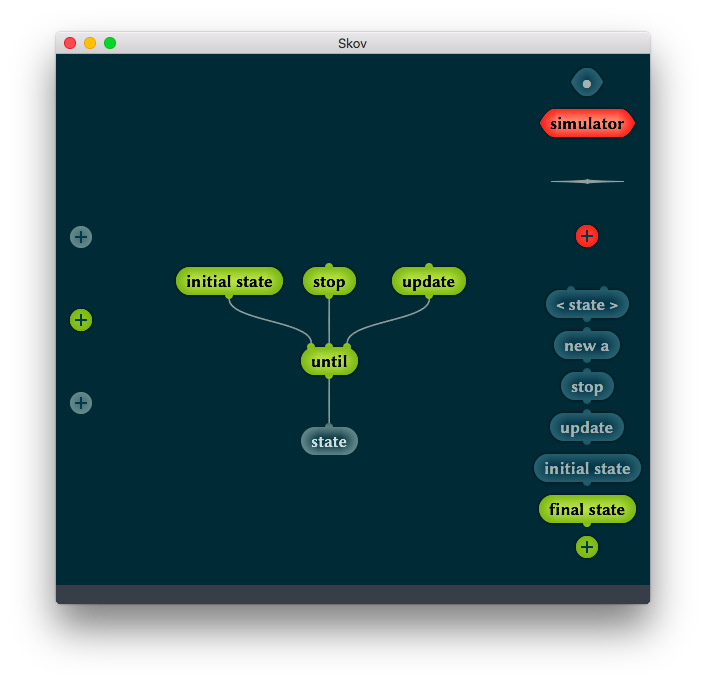 Skov
simulator
initial state
stop
update
until
state
< state >
new a
stop
update
initial state
final state